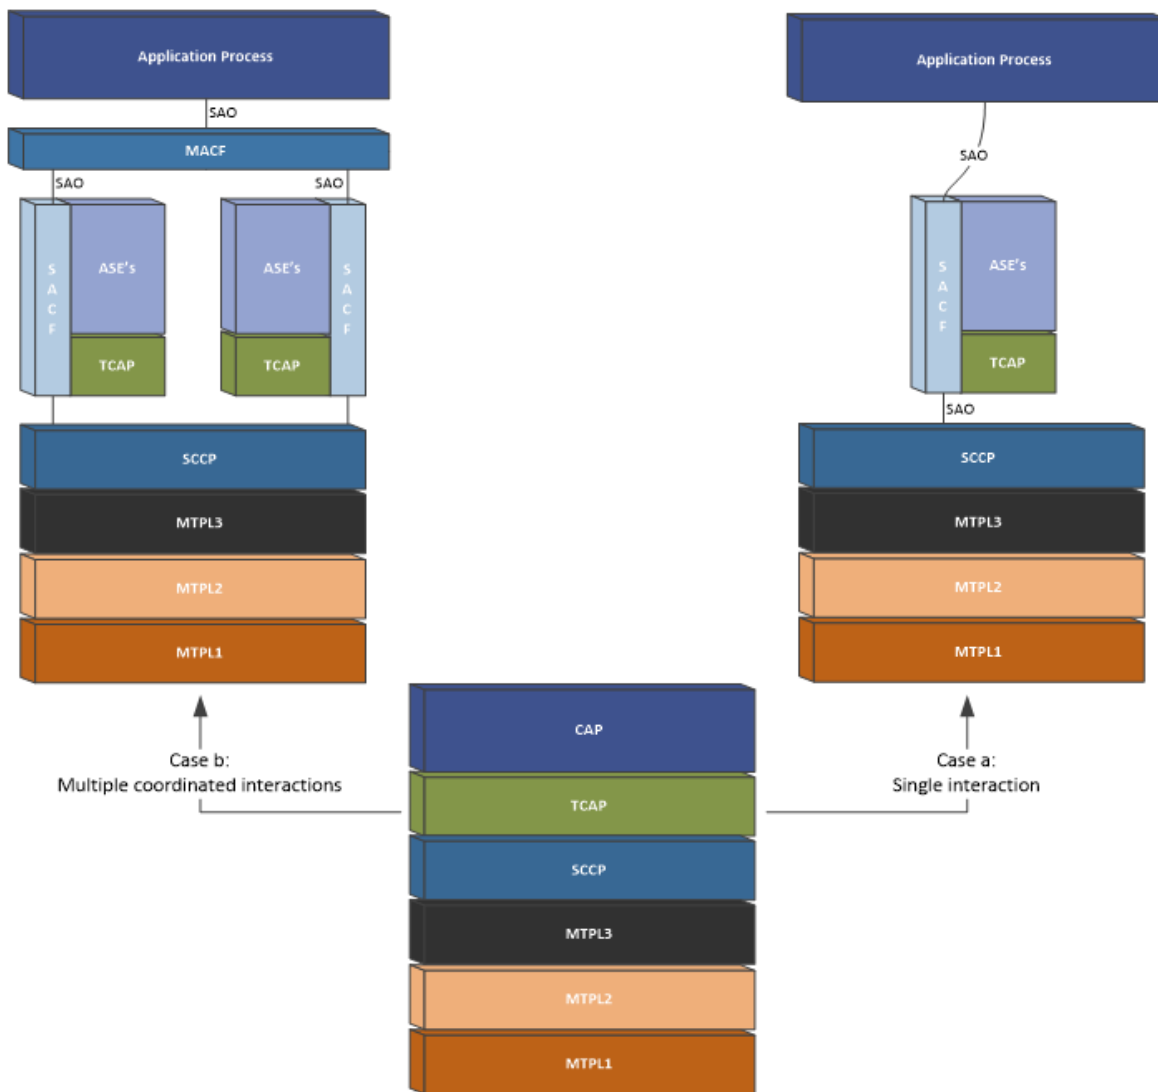 Application Process
SAO
MACF
SAO
SAO
S
A
C
F
ASE's
TCAP
ASE's
TCAP
S
A
C
F
SCCP
MTPL3
MTPL2
MTPL1
Case b:
Multiple coordinated interactions
Application Process
SAO
S
A
C
F
ASE's
TCAP
SAO
SCCP
MTPL3
MTPL2
MTPL1
Case a:
Single interaction
CAP
TCAP
SCCP
MTPL3
MTPL2
MTPL1